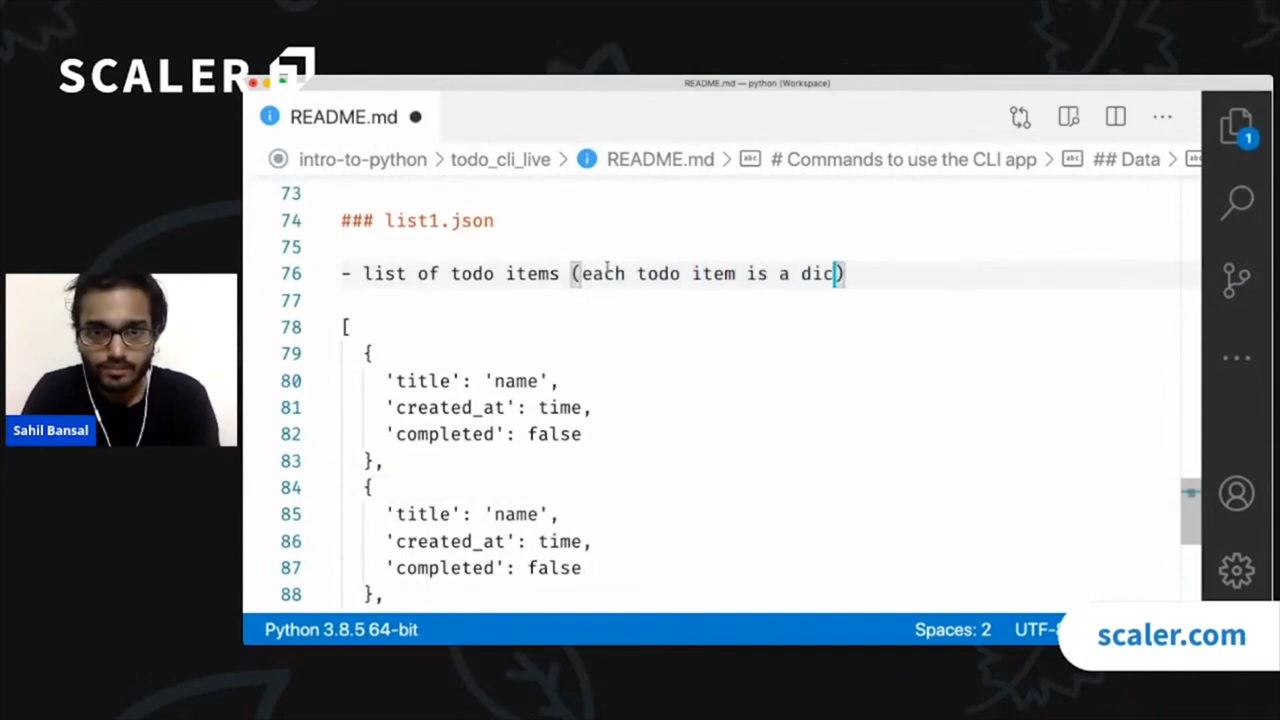 SCALER
README.md — python (Workspace)
README.md
intro-to-python > todo_cli_live > README.md > # Commands to use the CLI app > ## Data >
1
73
74 ### list1.json
75
76 - list of todo items (each todo item is a dic)
77
78 [
79 {
80 'title': 'name',
81 'created_at': time,
82 'completed': false
83 },
84 {
85 'title': 'name',
86 'created_at': time,
87 'completed': false
88 },
Sahil Bansal
Python 3.8.5 64-bit
Spaces: 2 UTF-8
scaler.com